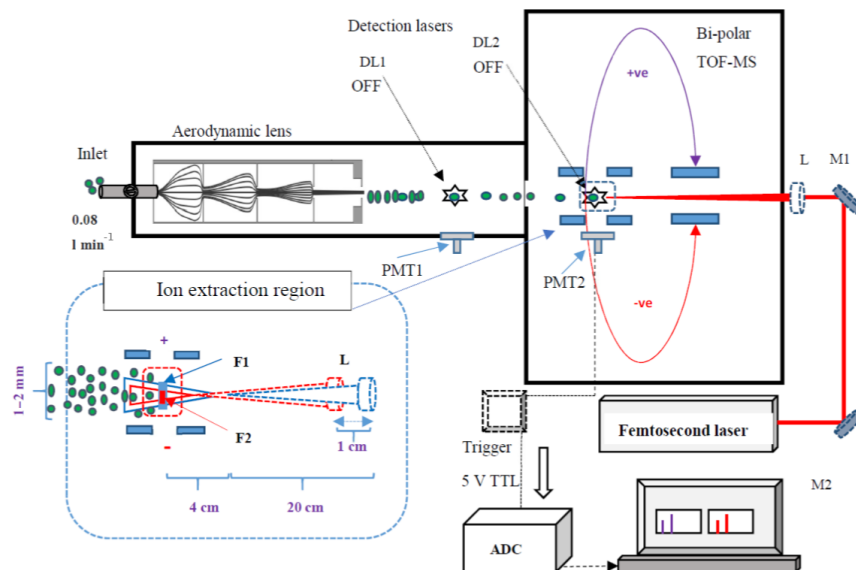 Detection lasers
DL1
OFF
DL2
OFF
Bi-polar
TOF-MS
+ve
Aerodynamic lens
Inlet
L
M1
0.08
l min⁻¹
PMT1
PMT2
-ve
Ion extraction region
+
F1
L
1–2 mm
F2
-
1 cm
4 cm
20 cm
Trigger
5 V TTL
Femtosecond laser
M2
ADC